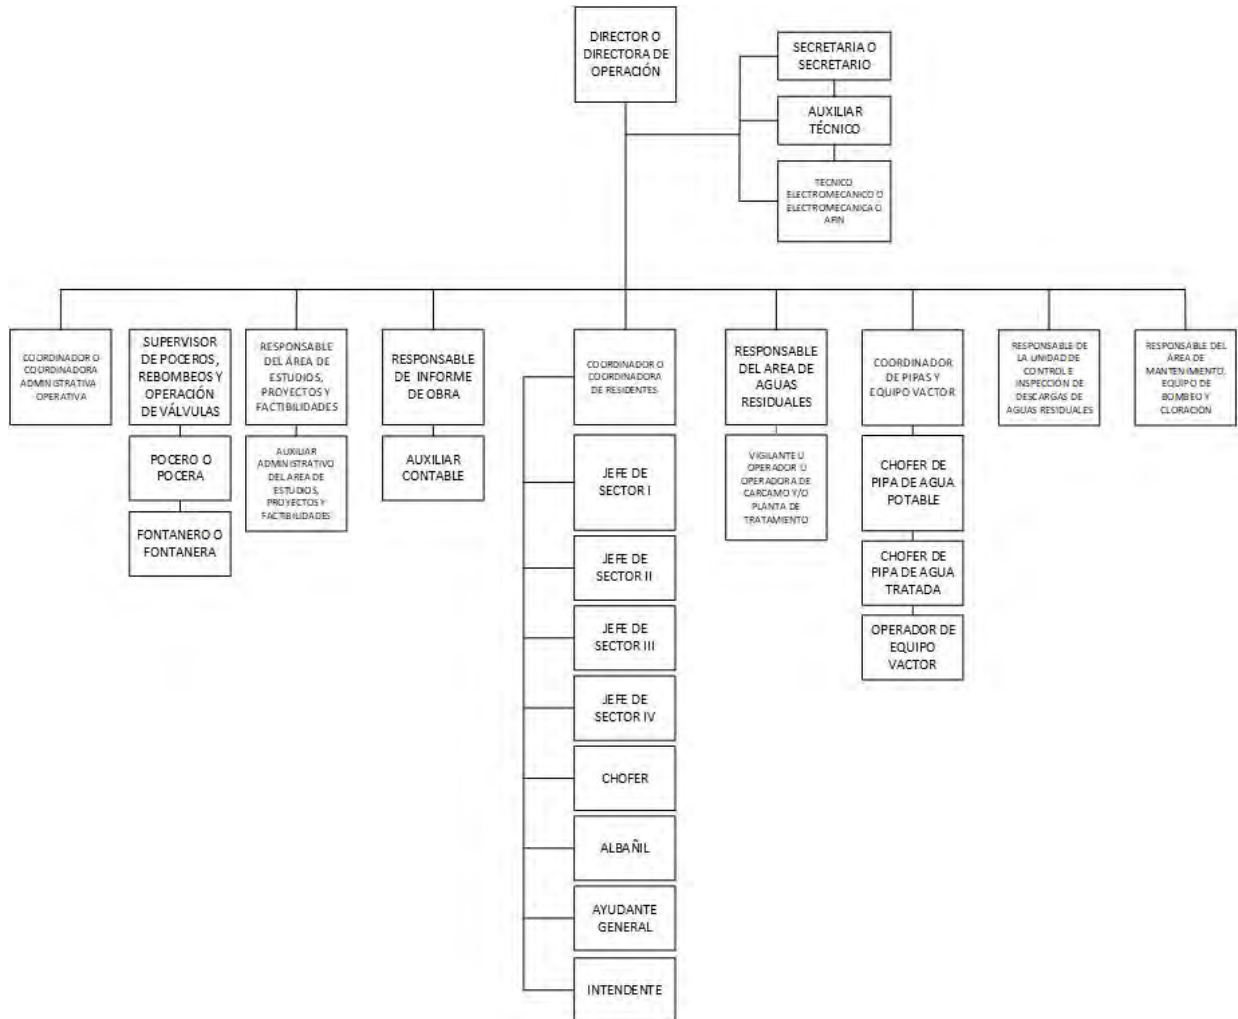 DIRECTOR O
DIRECTORA DE
OPERACIÓN
SECRETARIA O
SECRETARIO
AUXILIAR
TÉCNICO
TECNICO
ELECTROMECANICO O
ELECTROMECANICA O
AFIN
COORDINADOR O
COORDINADORA
ADMINISTRATIVA
OPERATIVA
SUPERVISOR
DE POCEROS,
REBOMBEOS Y
OPERACIÓN
DE VÁLVULAS
RESPONSABLE
DEL ÁREA DE
ESTUDIOS,
PROYECTOS Y
FACTIBILIDADES
RESPONSABLE
DE INFORME
DE OBRA
COORDINADOR O
COORDINADORA
DE RESIDENTES
RESPONSABLE
DEL AREA DE
AGUAS
RESIDUALES
COORDINADOR
DE PIPAS Y
EQUIPO VACTOR
RESPONSABLE DE
LA UNIDAD DE
CONTROL E
INSPECCIÓN DE
DESCARGAS DE
AGUAS RESIDUALES
RESPONSABLE DEL
ÁREA DE
MANTENIMIENTO,
EQUIPO DE
BOMBEO Y
CLORACIÓN
POCERO O
POCERA
AUXILIAR
ADMINISTRATIVO
DEL AREA DE
ESTUDIOS,
PROYECTOS Y
FACTIBILIDADES
AUXILIAR
CONTABLE
JEFE DE
SECTOR I
VIGILANTE U
OPERADOR U
OPERADORA DE
CARCAMO Y/O
PLANTA DE
TRATAMIENTO
CHOFER DE
PIPA DE AGUA
POTABLE
FONTANERO O
FONTANERA
JEFE DE
SECTOR II
CHOFER DE
PIPA DE AGUA
TRATADA
JEFE DE
SECTOR III
OPERADOR DE
EQUIPO
VACTOR
JEFE DE
SECTOR IV
CHOFER
ALBAÑIL
AYUDANTE
GENERAL
INTENDENTE